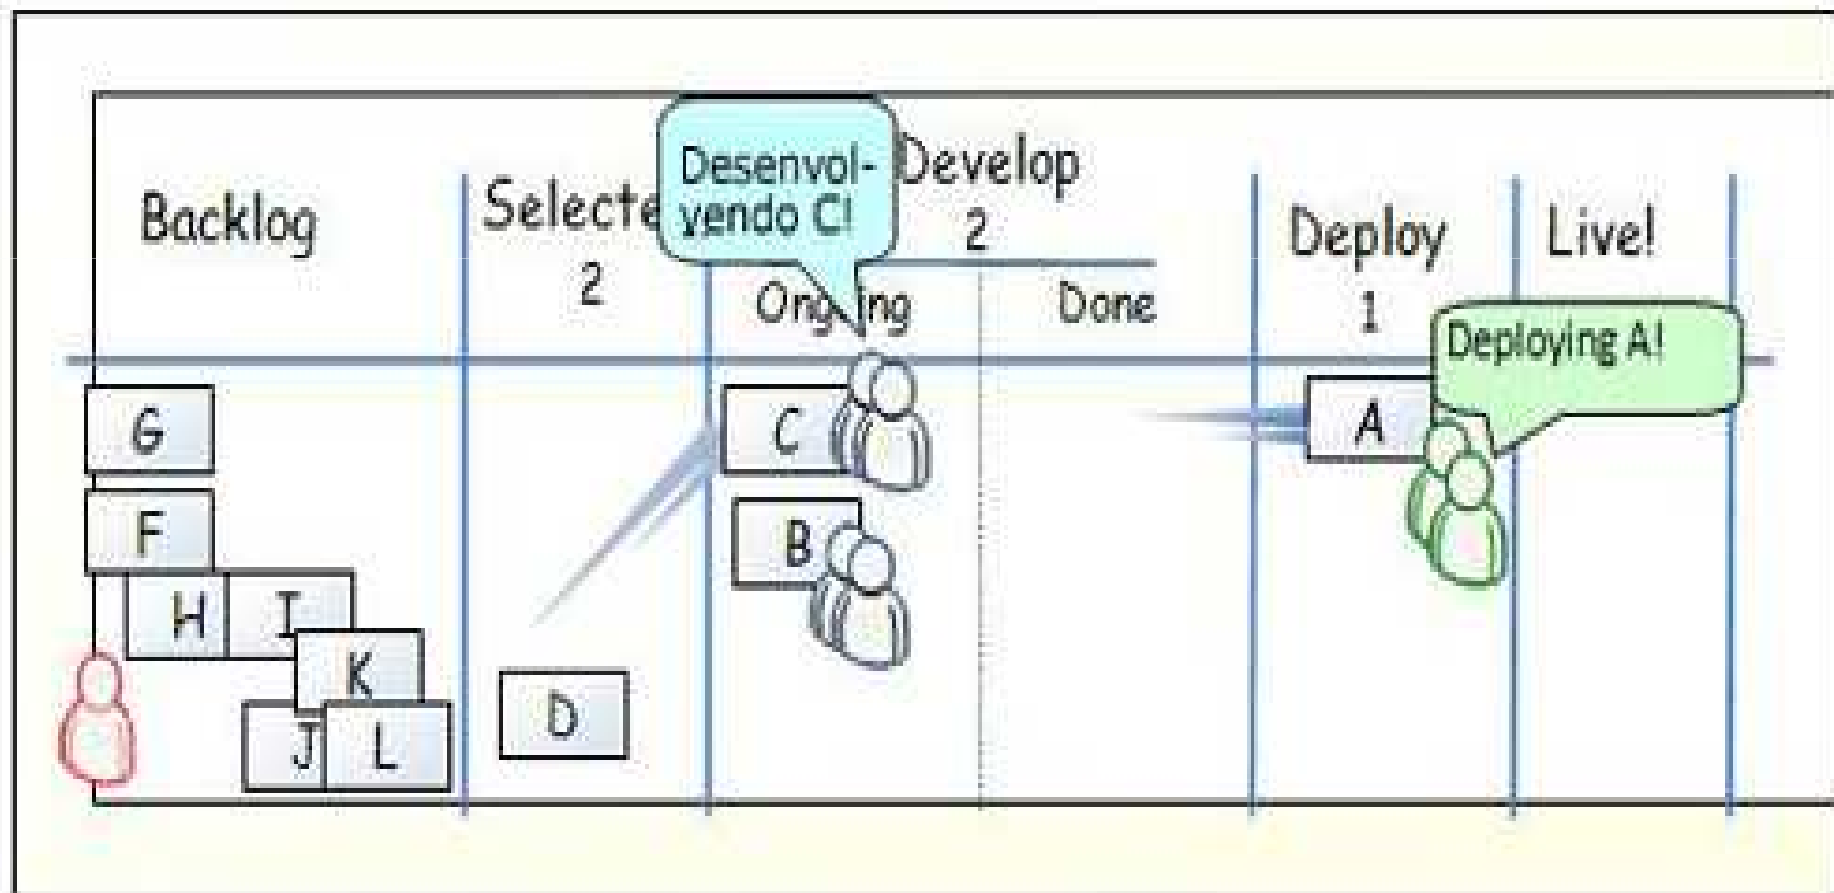 Backlog
Selecte
2
Desenvol-
vendo C!
Develop
2
Ongoing
Done
Deploy
1
Live!
Deploying A!
G
F
H I
K
J L
D
C
B
A